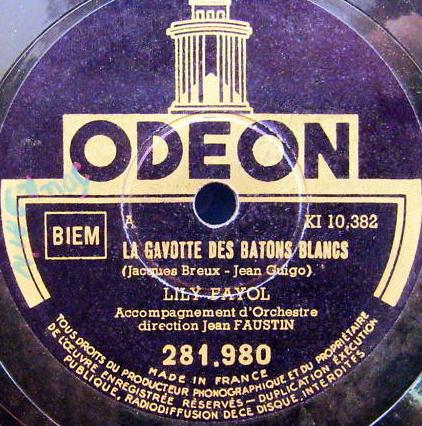 ODEON
BIEM
A
KI 10,382
LA GAVOTTE DES BATONS BLANCS
(Jacques Breux - Jean Guigo)
LILY FAYOL
Accompagnement d'Orchestre
direction Jean FAUSTIN
281.980
MADE IN FRANCE
TOUS DROITS DU PRODUCTEUR PHONOGRAPHIQUE ET DU PROPRIÉTAIRE
DE L'OEUVRE ENREGISTRÉE RÉSERVÉS - DUPLICATION EXÉCUTION
PUBLIQUE, RADIODIFFUSION DE CE DISQUE INTERDITES